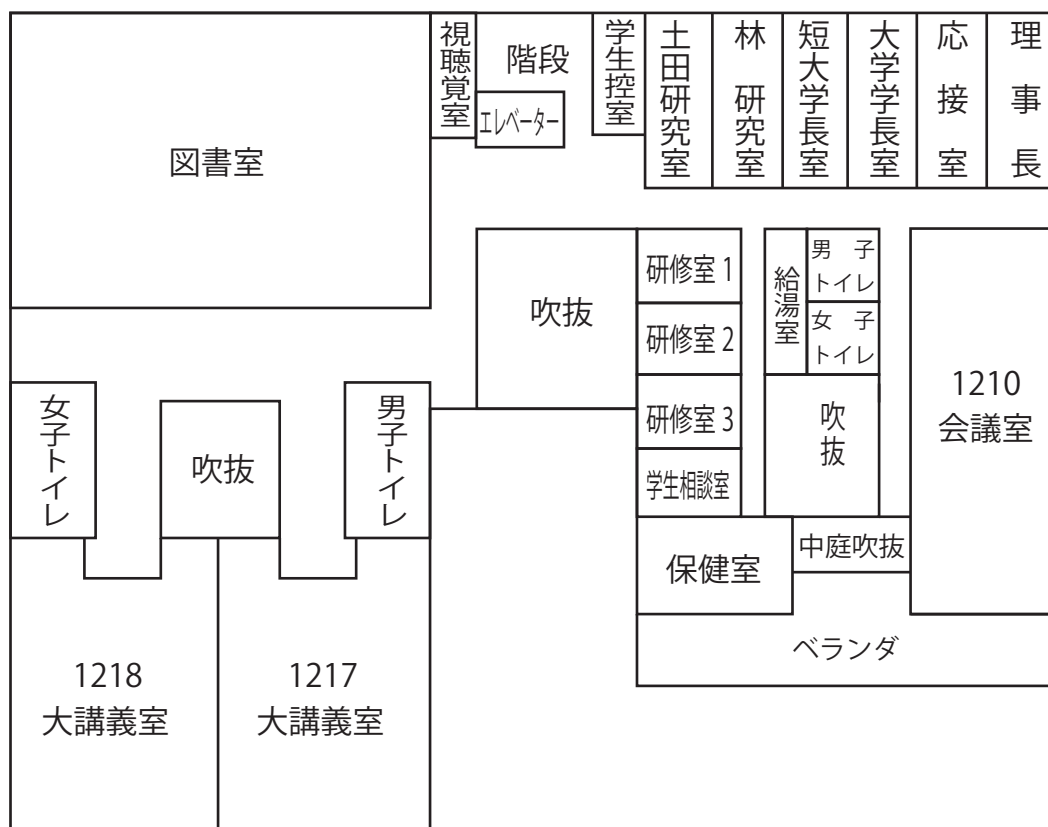 図書室
視聴覚室
階段
エレベーター
学生控室
土田研究室
林 研究室
短大学長室
大学学長室
応接室
理事長
吹抜
研修室 1
研修室 2
研修室 3
学生相談室
給湯室
男 子
トイレ
女 子
トイレ
吹抜
1210
会議室
女子トイレ
吹抜
男子トイレ
保健室
中庭吹抜
ベランダ
1218
大講義室
1217
大講義室